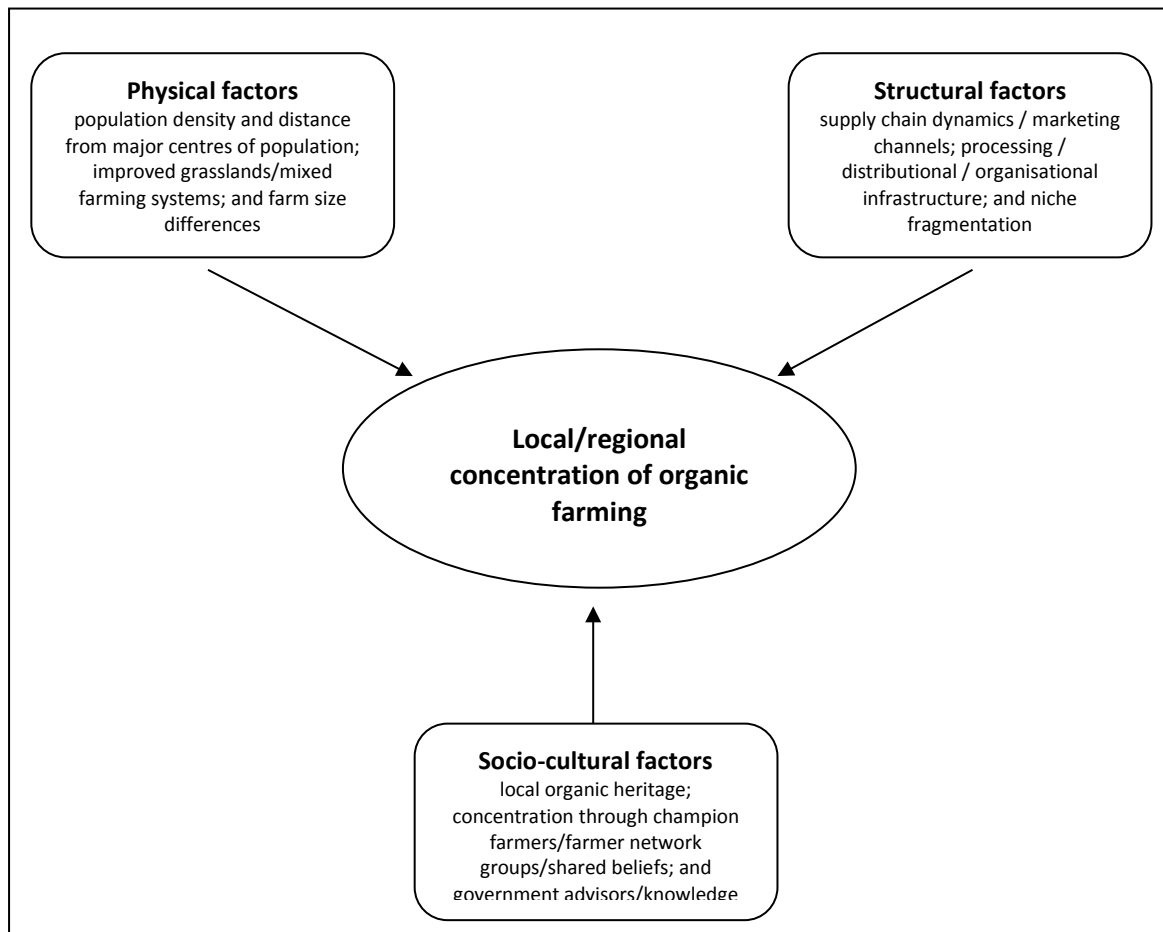 Physical factors
population density and distance
from major centres of population;
improved grasslands/mixed
farming systems; and farm size
differences
Structural factors
supply chain dynamics / marketing
channels; processing /
distributional / organisational
infrastructure; and niche
fragmentation
Local/regional
concentration of organic
farming
Socio-cultural factors
local organic heritage;
concentration through champion
farmers/farmer network
groups/shared beliefs; and
government advisors/knowledge